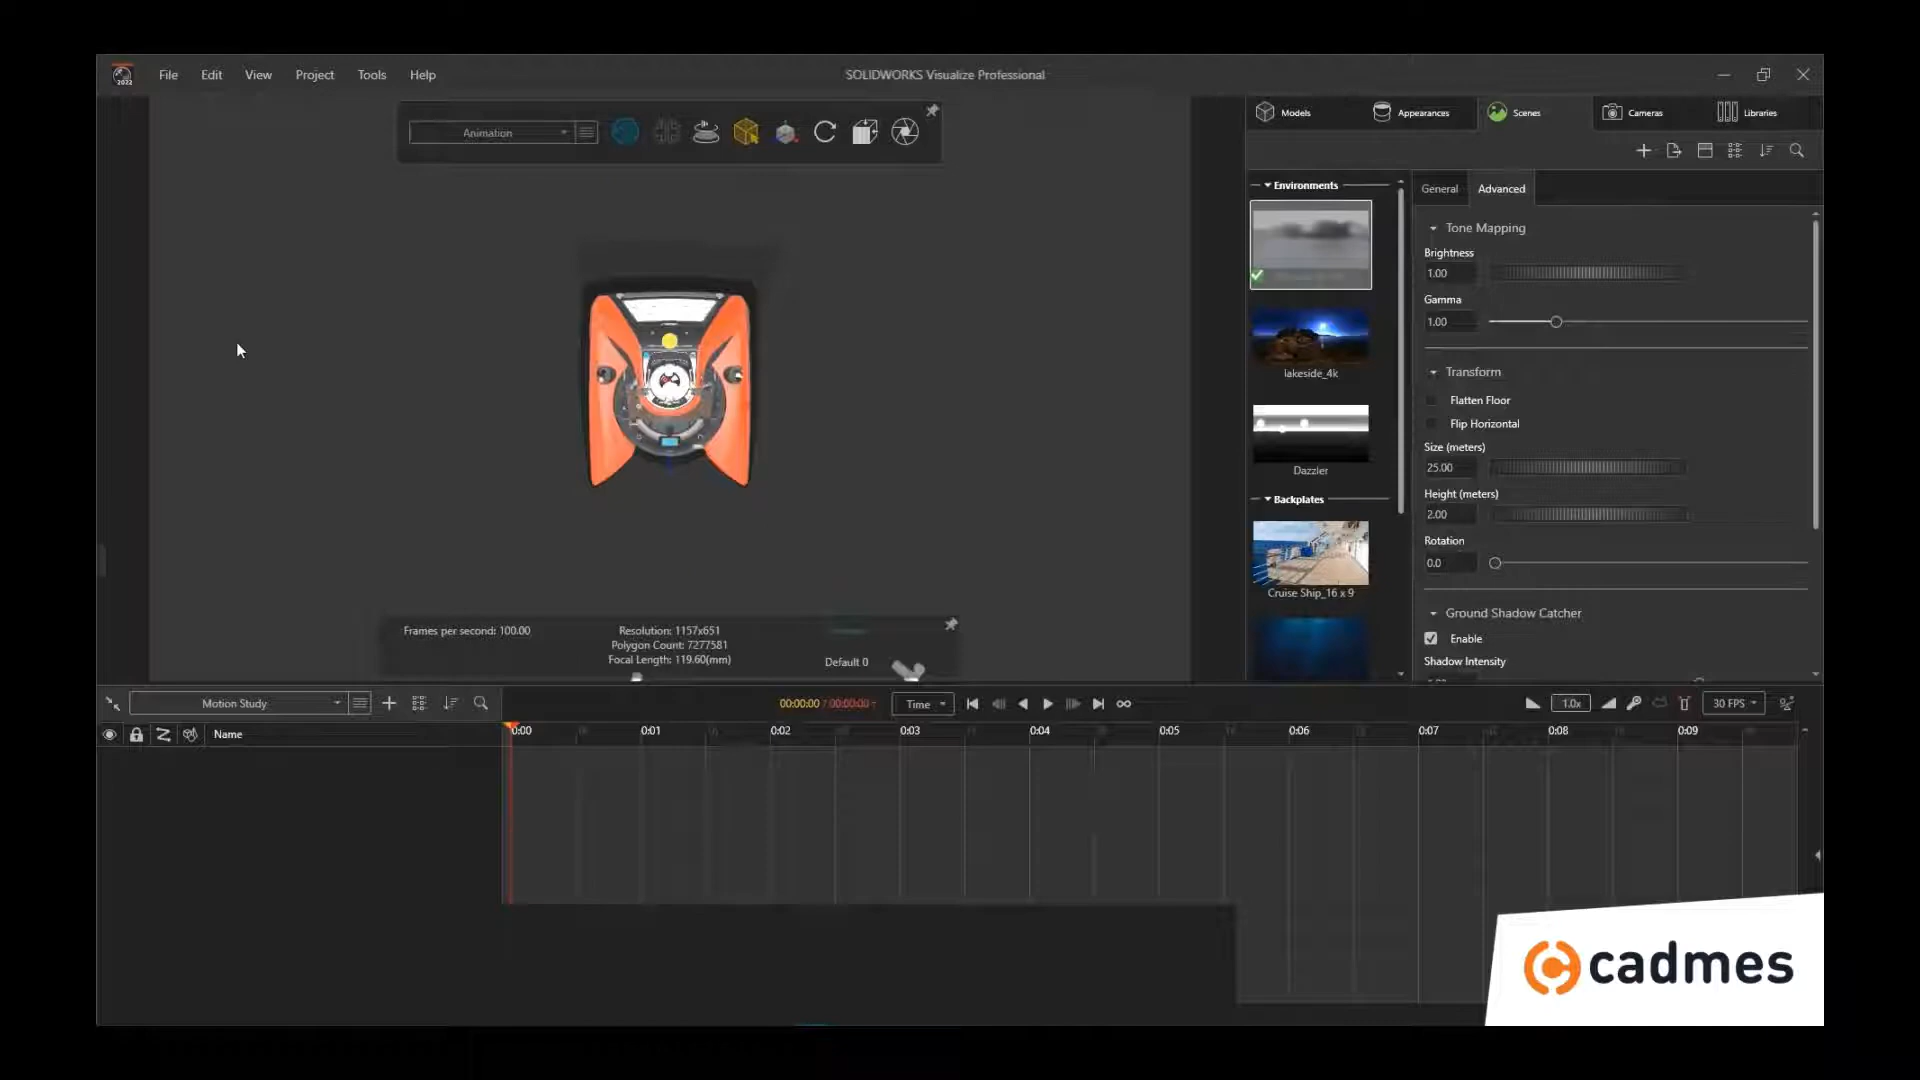 2022
File Edit View Project Tools Help
SOLIDWORKS Visualize Professional
Animation
Models Appearances Scenes Cameras Libraries
Environments
lakeside_4k
Dazzler
Backplates
Cruise Ship_16 x 9
General Advanced
Tone Mapping
Brightness
1.00
Gamma
1.00
Transform
Flatten Floor
Flip Horizontal
Size (meters)
25.00
Height (meters)
2.00
Rotation
0.0
Ground Shadow Catcher
Enable
Shadow Intensity
Frames per second: 100.00
Resolution: 1157x651
Polygon Count: 7277581
Focal Length: 119.60(mm)
Default 0
Motion Study
00:00:00 / 00:00:00
Time
1.0x
30 FPS
Name
0:00 0:01 0:02 0:03 0:04 0:05 0:06 0:07 0:08 0:09
cadmes